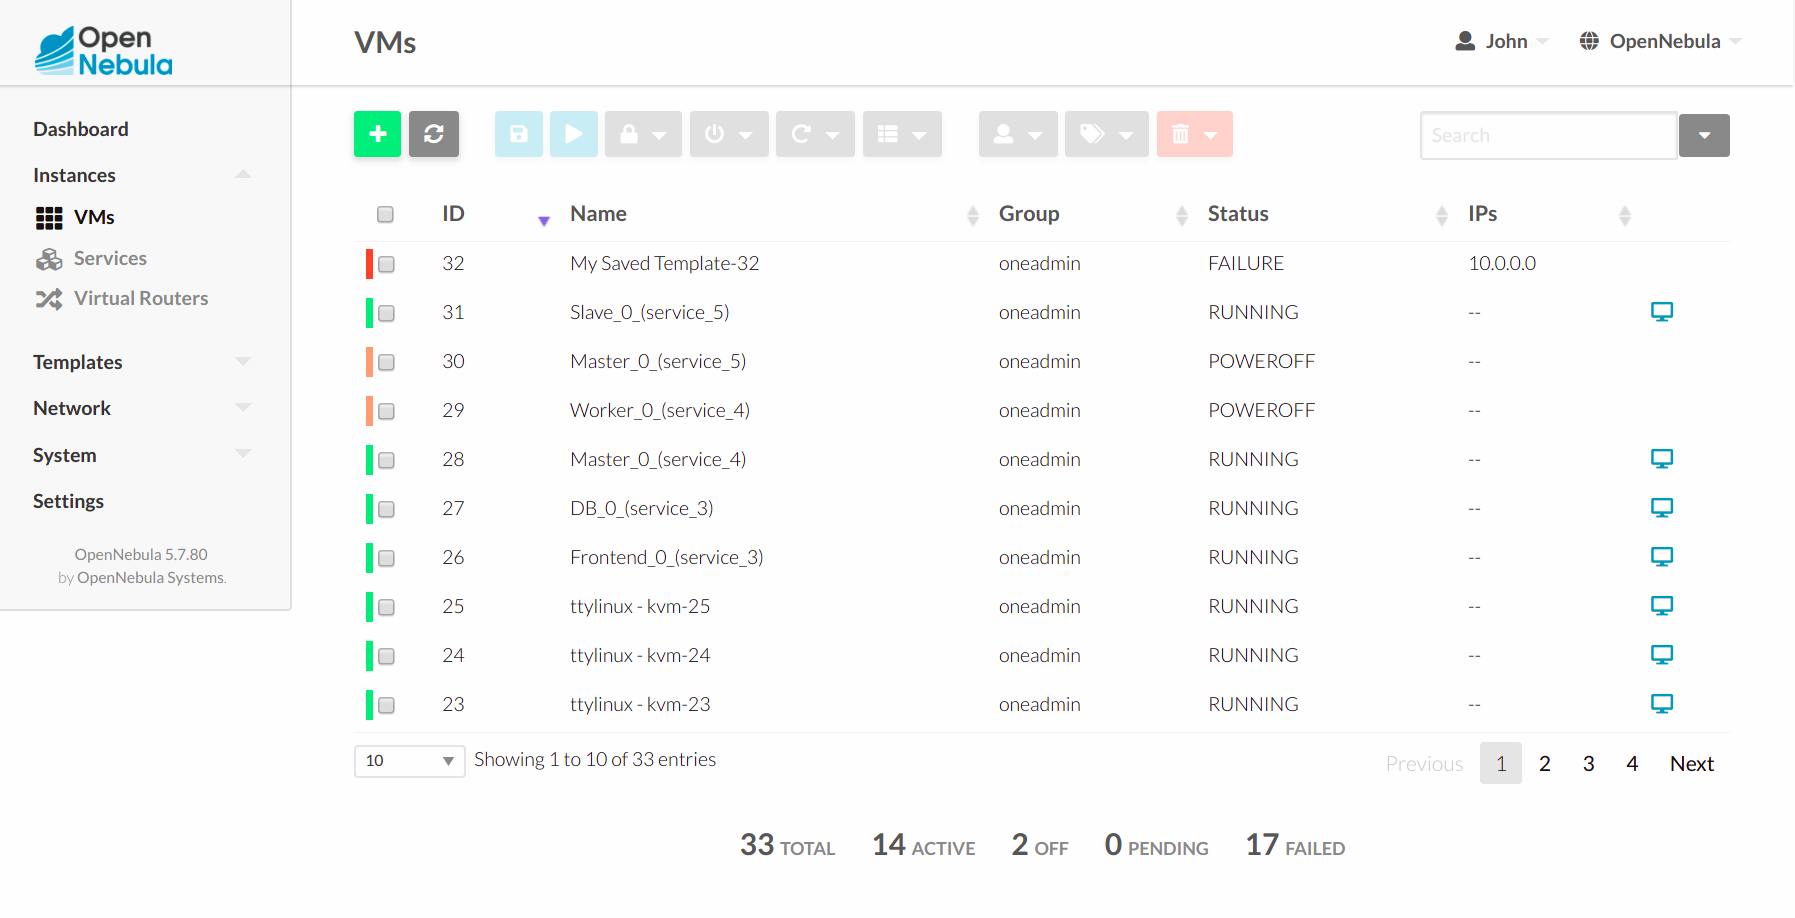 Open
Nebula
VMs
John
OpenNebula
Dashboard
Instances
VMs
Services
Virtual Routers
Templates
Network
System
Settings
OpenNebula 5.7.80
by OpenNebula Systems.
Search
ID Name Group Status IPs
32 My Saved Template-32 oneadmin FAILURE 10.0.0.0
31 Slave_0_(service_5) oneadmin RUNNING --
30 Master_0_(service_5) oneadmin POWEROFF --
29 Worker_0_(service_4) oneadmin POWEROFF --
28 Master_0_(service_4) oneadmin RUNNING --
27 DB_0_(service_3) oneadmin RUNNING --
26 Frontend_0_(service_3) oneadmin RUNNING --
25 ttylinux - kvm-25 oneadmin RUNNING --
24 ttylinux - kvm-24 oneadmin RUNNING --
23 ttylinux - kvm-23 oneadmin RUNNING --
10 Showing 1 to 10 of 33 entries
Previous 1 2 3 4 Next
33 TOTAL 14 ACTIVE 2 OFF 0 PENDING 17 FAILED